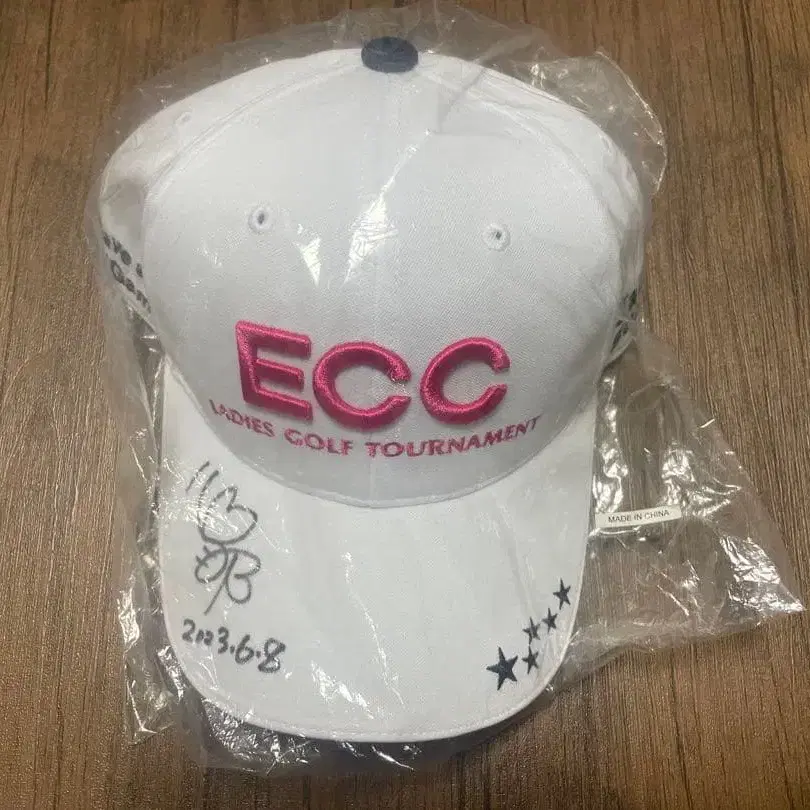 ECC
LADIES GOLF TOURNAMENT
2023.6.8
MADE IN CHINA